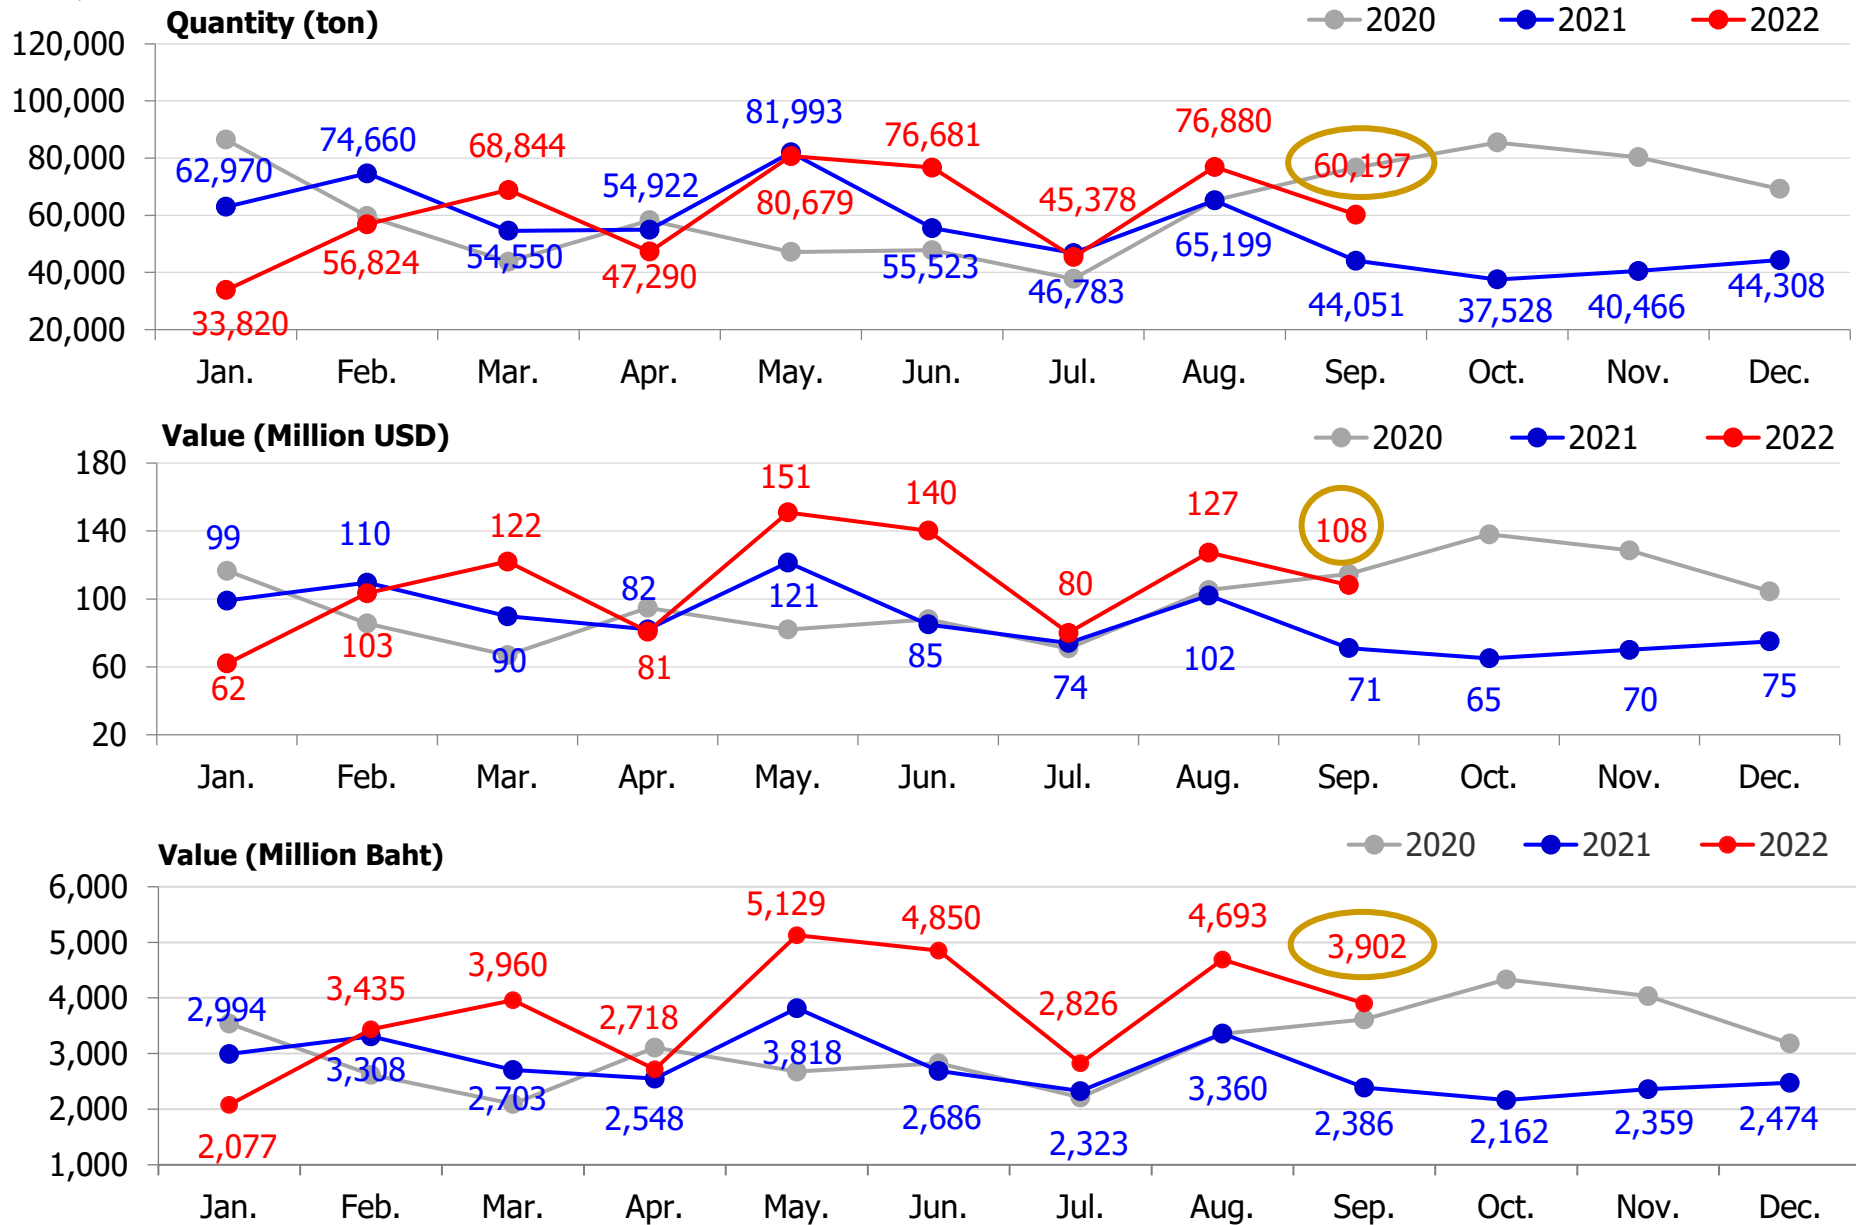 Quantity (ton)
2020 2021 2022
120,000
100,000
80,000
60,000
40,000
20,000
62,970 74,660 68,844 54,922 81,993 76,681 45,378 76,880 60,197
33,820 56,824 54,550 47,290 80,679 55,523 46,783 65,199 44,051 37,528 40,466 44,308
Jan. Feb. Mar. Apr. May. Jun. Jul. Aug. Sep. Oct. Nov. Dec.
Value (Million USD)
2020 2021 2022
180
140
100
60
20
99 110 122 82 151 140 80 127 108
62 103 90 81 121 85 74 102 71 65 70 75
Jan. Feb. Mar. Apr. May. Jun. Jul. Aug. Sep. Oct. Nov. Dec.
Value (Million Baht)
2020 2021 2022
6,000
5,000
4,000
3,000
2,000
1,000
2,994 3,435 3,960 2,718 5,129 4,850 2,826 4,693 3,902
2,077 3,308 2,703 2,548 3,818 2,686 2,323 3,360 2,386 2,162 2,359 2,474
Jan. Feb. Mar. Apr. May. Jun. Jul. Aug. Sep. Oct. Nov. Dec.